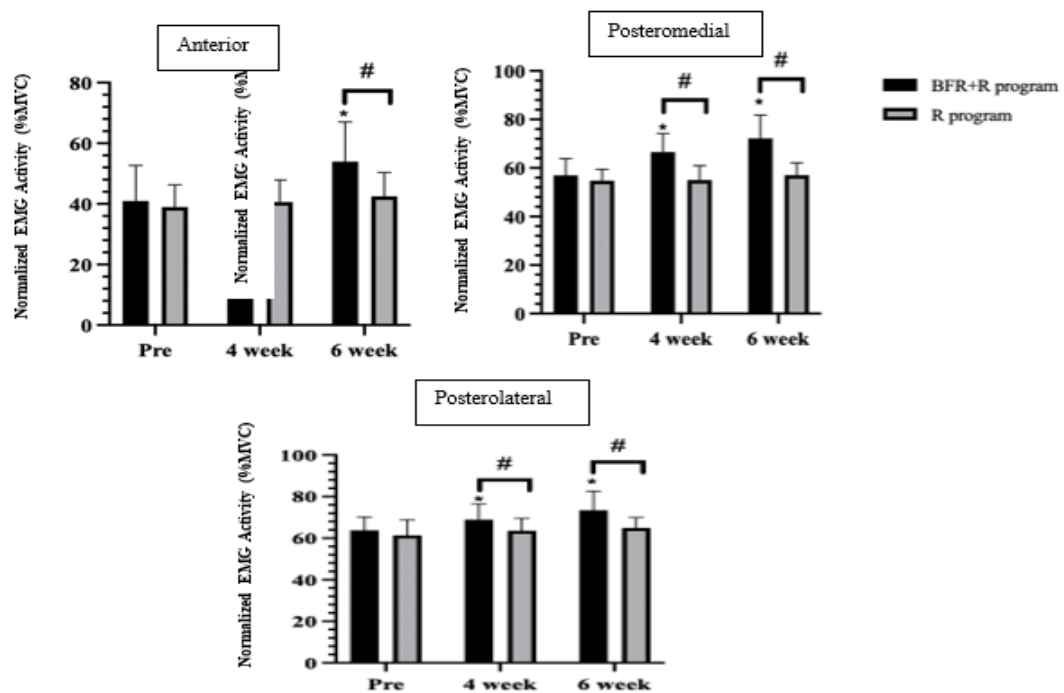 Anterior
Normalized EMG Activity (%MVC)
80
60
40
20
0
*
#
Pre
4 week
6 week
Normalized EMG Activity (%M
Posteromedial
Normalized EMG Activity (%MVC)
100
80
60
40
20
0
*
#
*
#
Pre
4 week
6 week
BFR+R program
R program
Posterolateral
Normalized EMG Activity (%MVC)
100
80
60
40
20
0
*
#
*
#
Pre
4 week
6 week